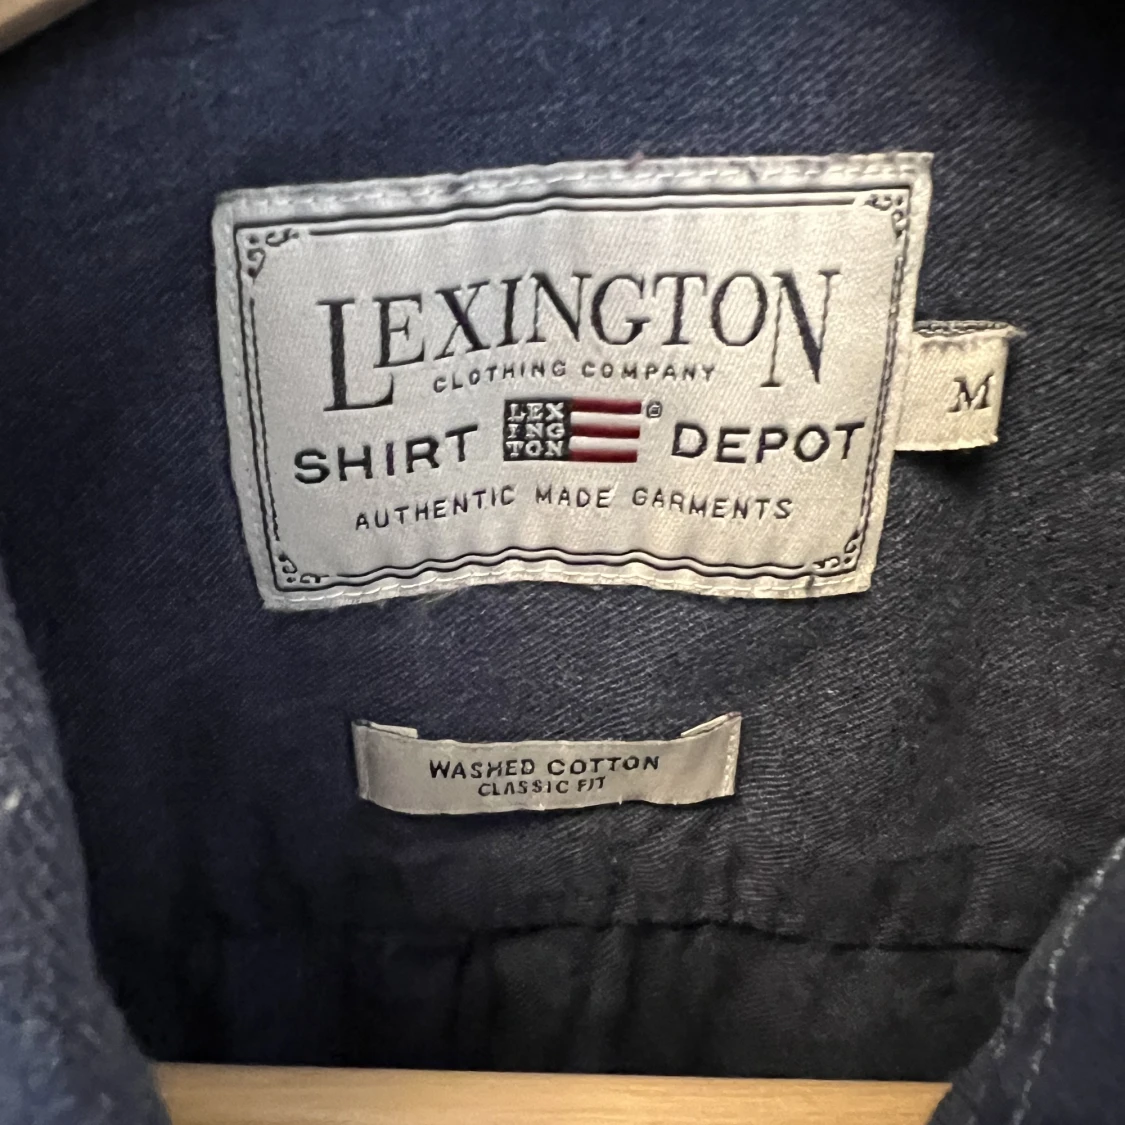 LEXINGTON
CLOTHING COMPANY
SHIRT LEX ING TON ® DEPOT
AUTHENTIC MADE GARMENTS
M
WASHED COTTON
CLASSIC FIT